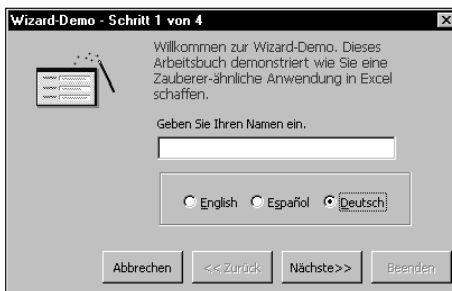 Wizard-Demo - Schritt 1 von 4
Willkommen zur Wizard-Demo. Dieses
Arbeitsbuch demonstriert wie Sie eine
Zauberer-ähnliche Anwendung in Excel
schaffen.
Geben Sie Ihren Namen ein.
English Español Deutsch
Abbrechen << Zurück Nächste>> Beenden